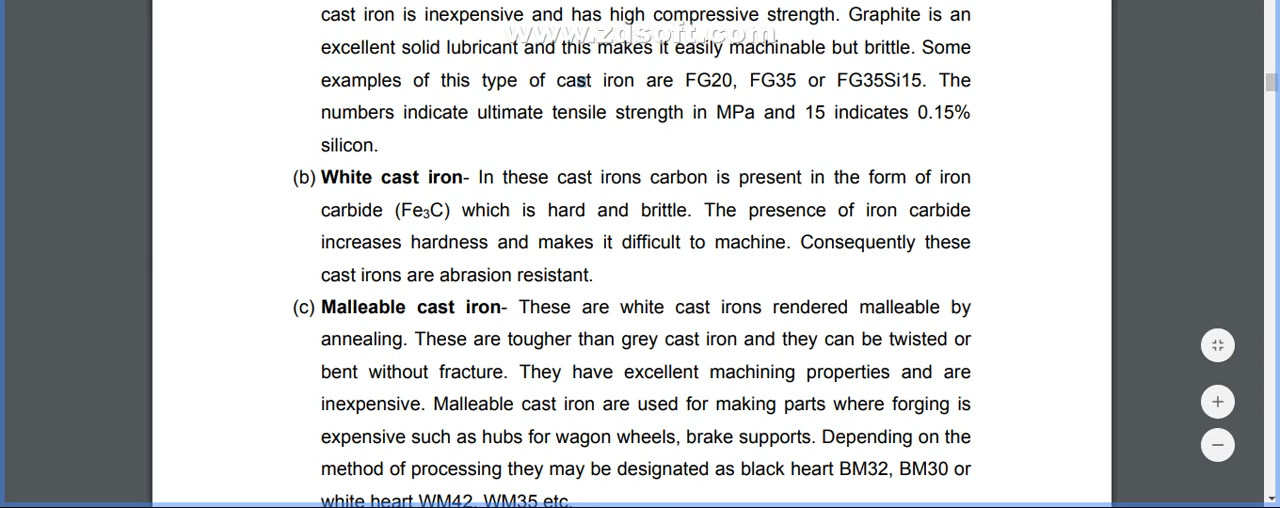 cast iron is inexpensive and has high compressive strength. Graphite is an
www.zdsoft.com
excellent solid lubricant and this makes it easily machinable but brittle. Some
examples of this type of cast iron are FG20, FG35 or FG35Si15. The
numbers indicate ultimate tensile strength in MPa and 15 indicates 0.15%
silicon.
(b) White cast iron- In these cast irons carbon is present in the form of iron
carbide (Fe₃C) which is hard and brittle. The presence of iron carbide
increases hardness and makes it difficult to machine. Consequently these
cast irons are abrasion resistant.
(c) Malleable cast iron- These are white cast irons rendered malleable by
annealing. These are tougher than grey cast iron and they can be twisted or
bent without fracture. They have excellent machining properties and are
inexpensive. Malleable cast iron are used for making parts where forging is
expensive such as hubs for wagon wheels, brake supports. Depending on the
method of processing they may be designated as black heart BM32, BM30 or
white heart WM42, WM35 etc.